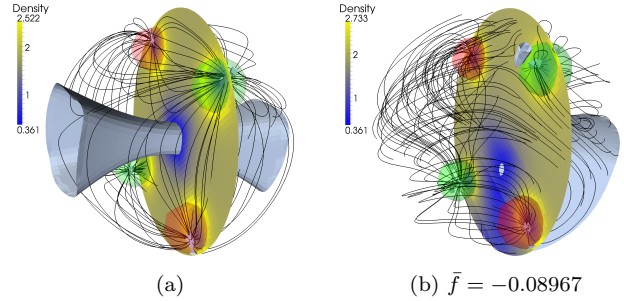 Density
2.522
2
1
0.361
Density
2.733
2
1
0.361
(a)
(b) f̄ = −0.08967